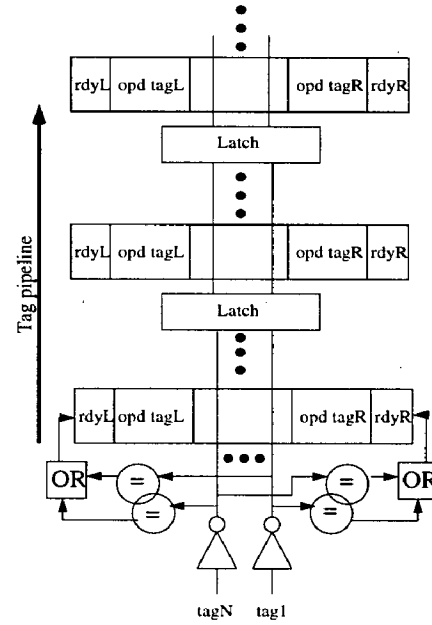 rdyL opd tagL opd tagR rdyR
Latch
rdyL opd tagL opd tagR rdyR
Latch
Tag pipeline
rdyL opd tagL opd tagR rdyR
OR = = OR
= =
tagN tag1